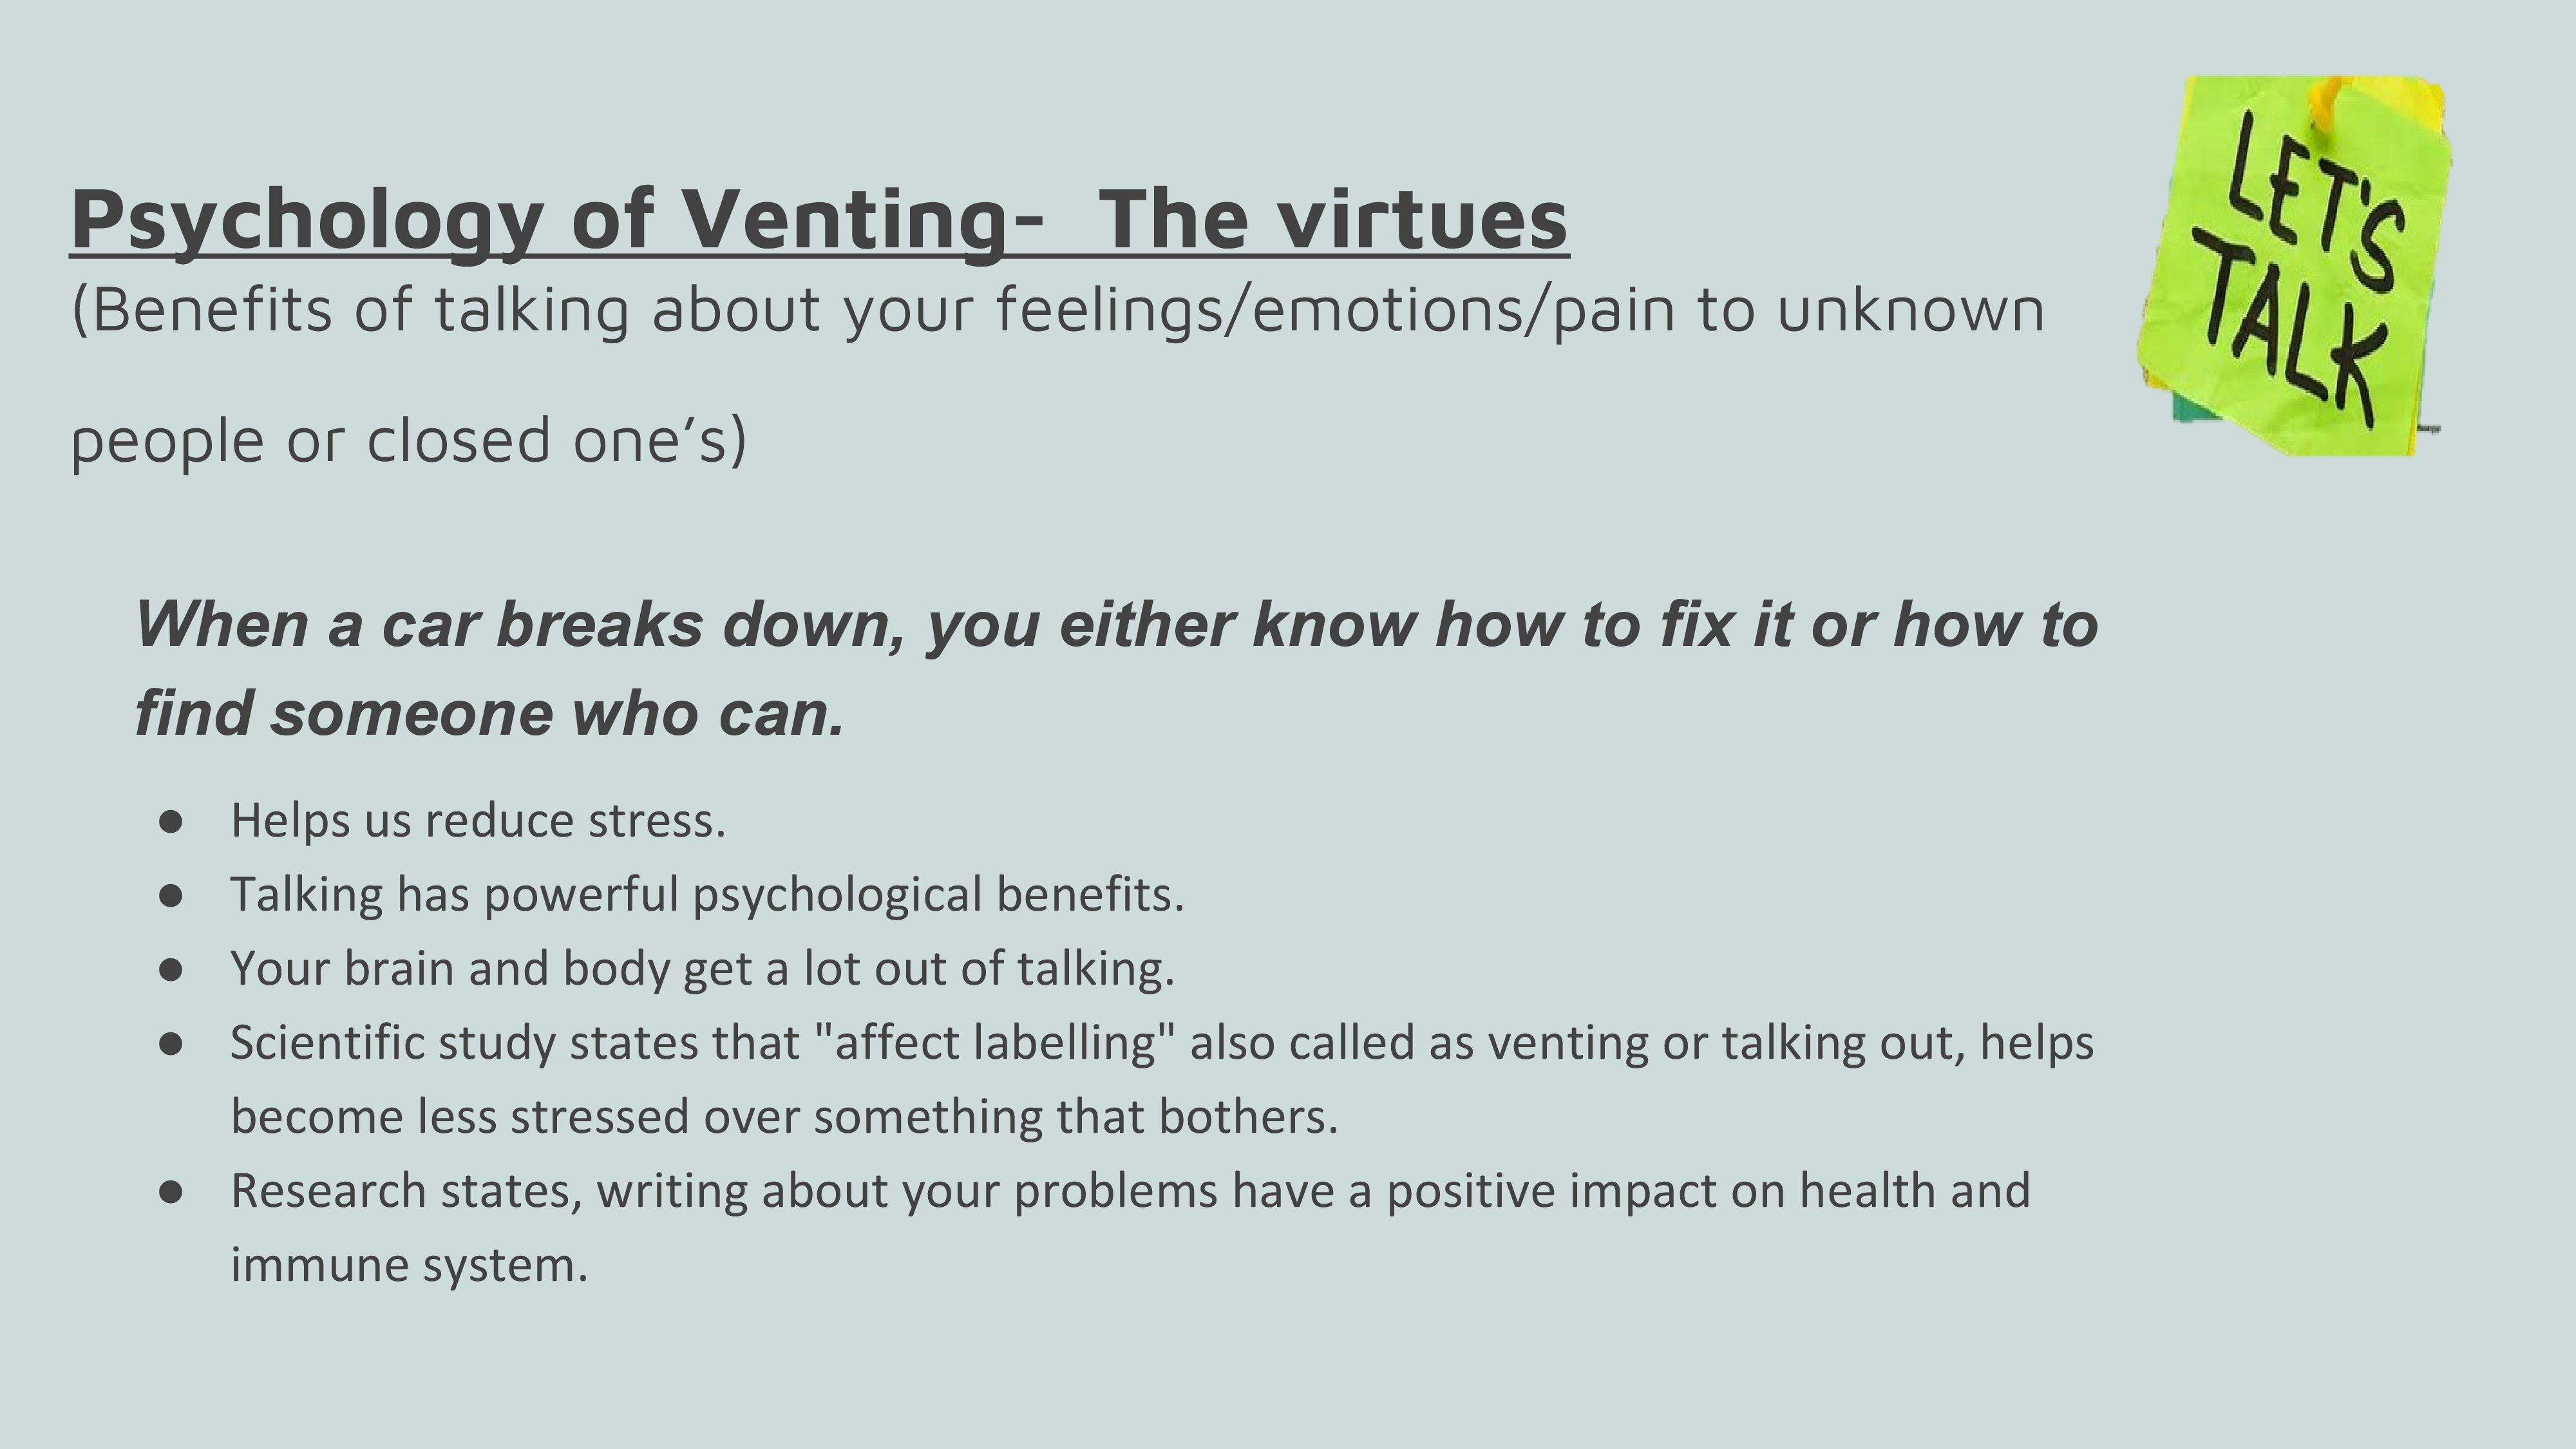 LET'S
TALK
Psychology of Venting-  The virtues
(Benefits of talking about your feelings/emotions/pain to unknown
people or closed one’s)
When a car breaks down, you either know how to fix it or how to
find someone who can.
● Helps us reduce stress.
● Talking has powerful psychological benefits.
● Your brain and body get a lot out of talking.
● Scientific study states that "affect labelling" also called as venting or talking out, helps
become less stressed over something that bothers.
● Research states, writing about your problems have a positive impact on health and
immune system.